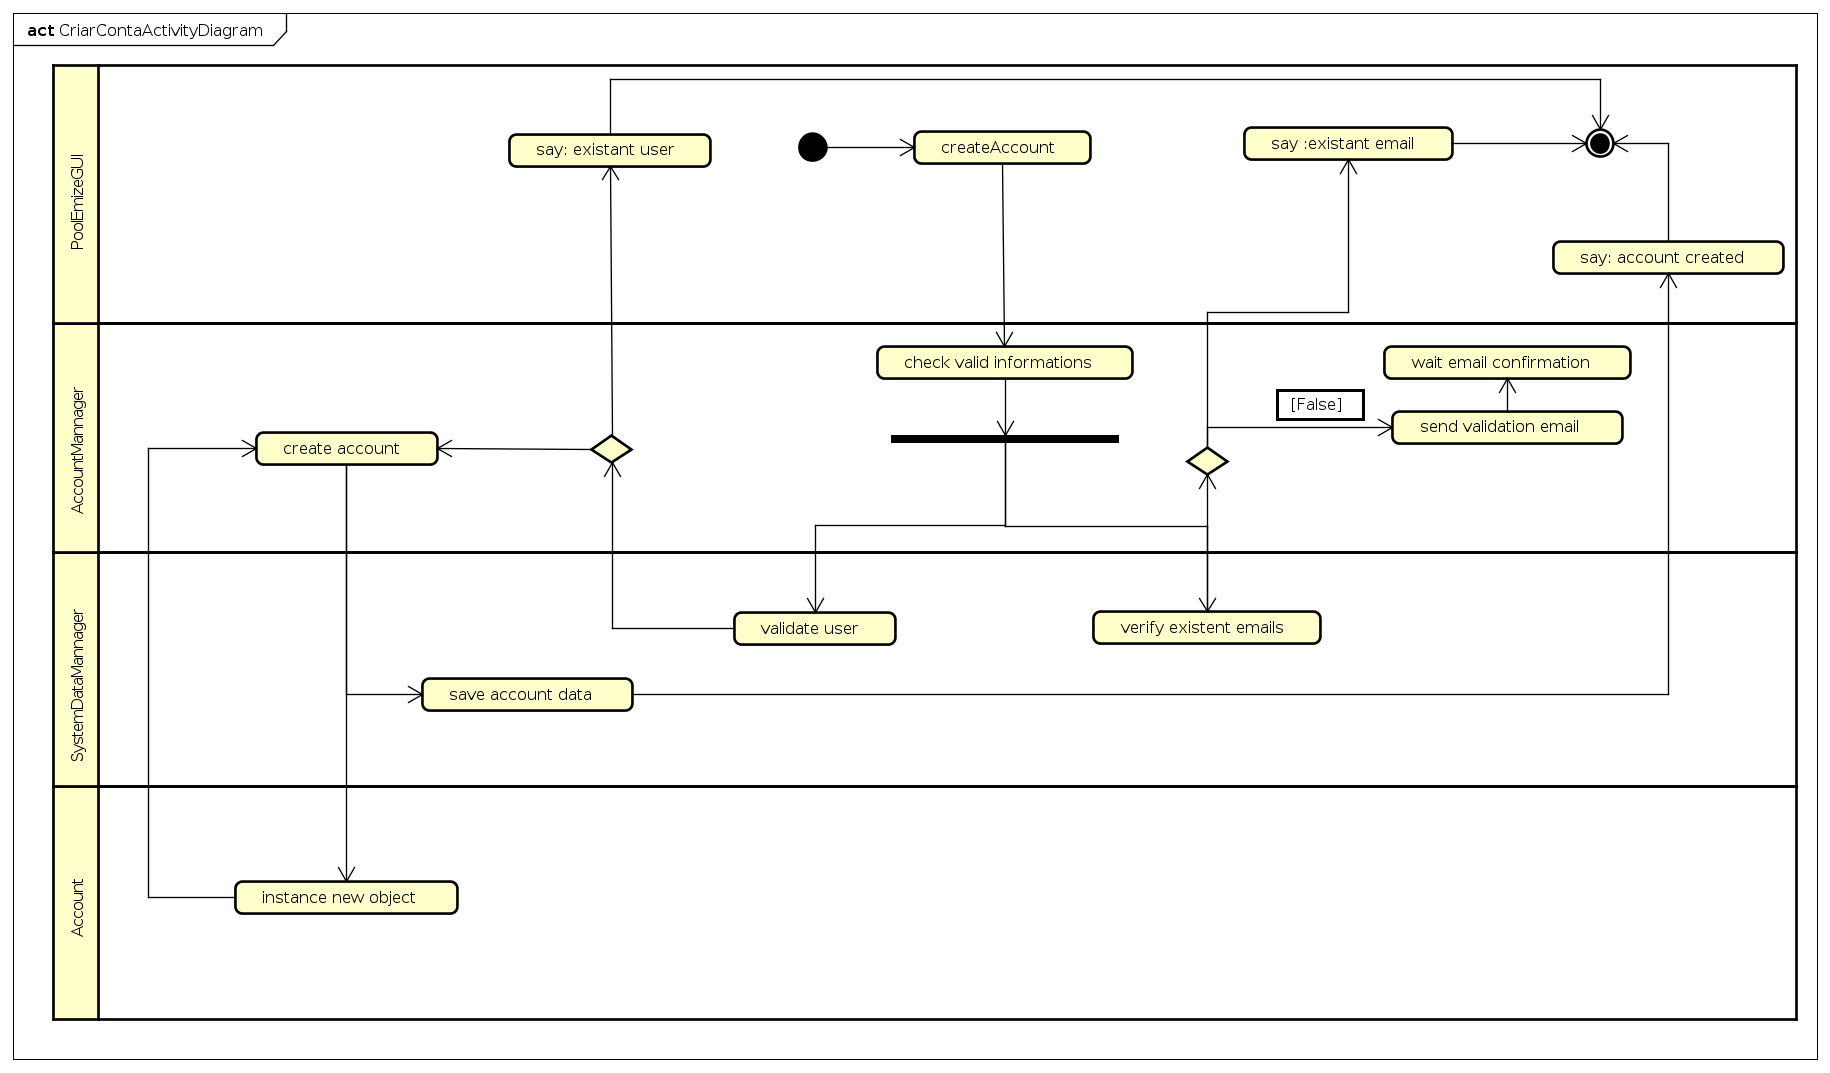 act CriarContaActivityDiagram
PoolEmizeGUI
say: existant user
createAccount
say :existant email
say: account created
AccountMannager
check valid informations
wait email confirmation
[False]
send validation email
create account
SystemDataMannager
validate user
verify existent emails
save account data
Account
instance new object